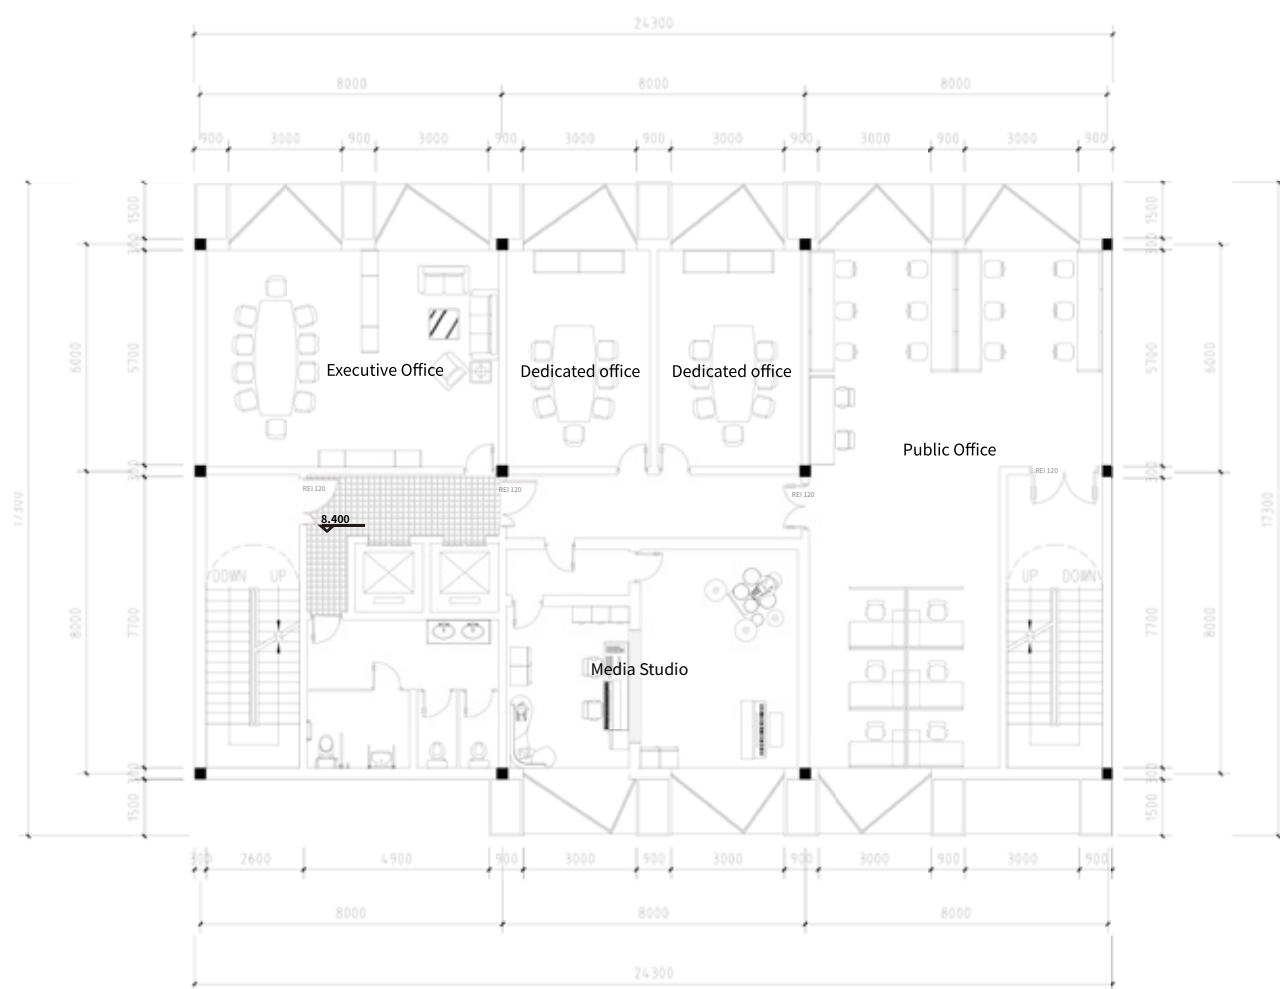 24300
8000 8000 8000
900 3000 900 3000 900 3000 900 3000 900 3000 900 3000 900
1500 1500
300 300
Executive Office
Dedicated office
Dedicated office
6000 5700 5700 6000
Public Office
300 300
REI 120
REI 120
REI 120
REI 120
8.400
17300 17300
DOWN UP
UP DOWN
8000 7700 7700 8000
Media Studio
300 300
1500 1500
300 2600 4900 900 3000 900 3000 900 3000 900 3000 900
8000 8000 8000
24300